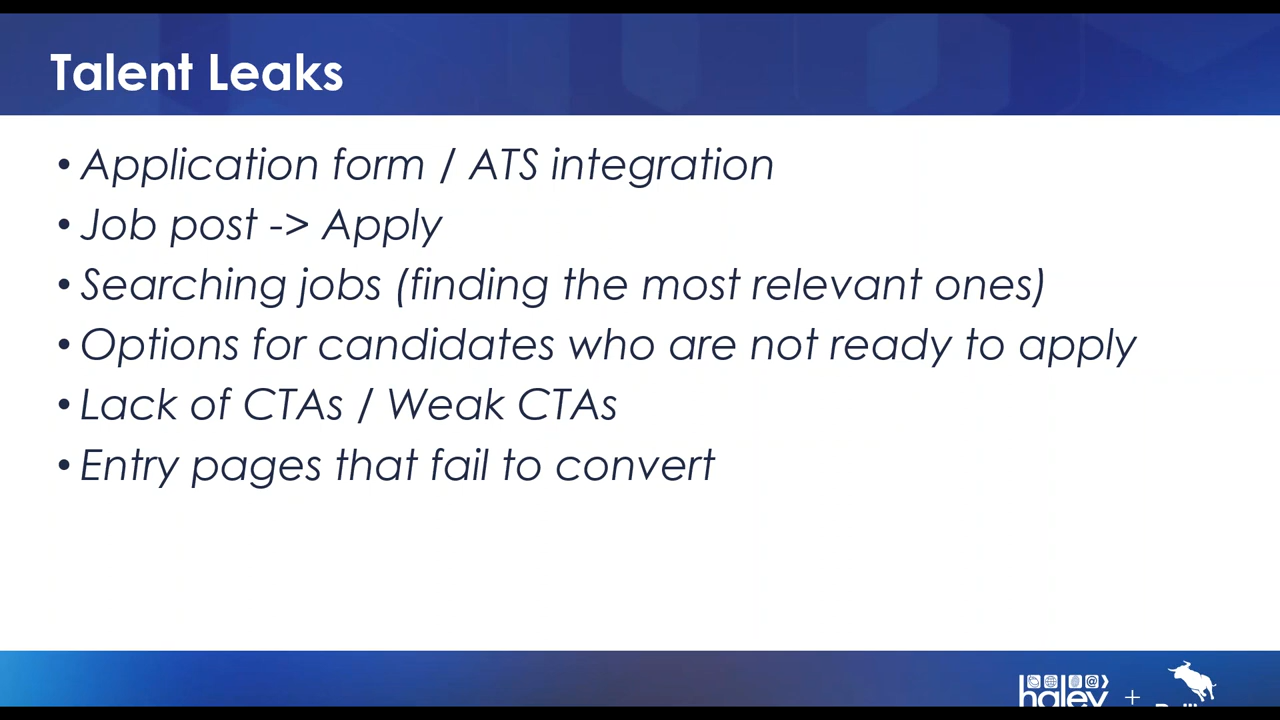 Talent Leaks
• Application form / ATS integration
• Job post -> Apply
• Searching jobs (finding the most relevant ones)
• Options for candidates who are not ready to apply
• Lack of CTAs / Weak CTAs
• Entry pages that fail to convert
haley +